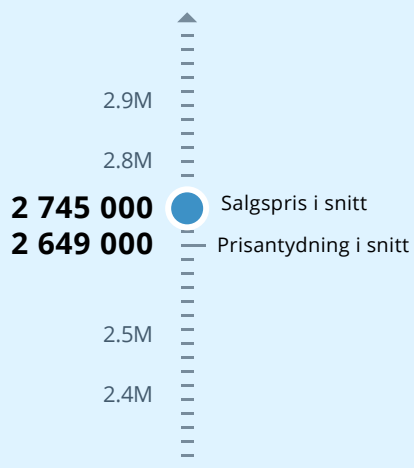 2.9M
2.8M
2 745 000 Salgspris i snitt
2 649 000 Prisantydning i snitt
2.5M
2.4M